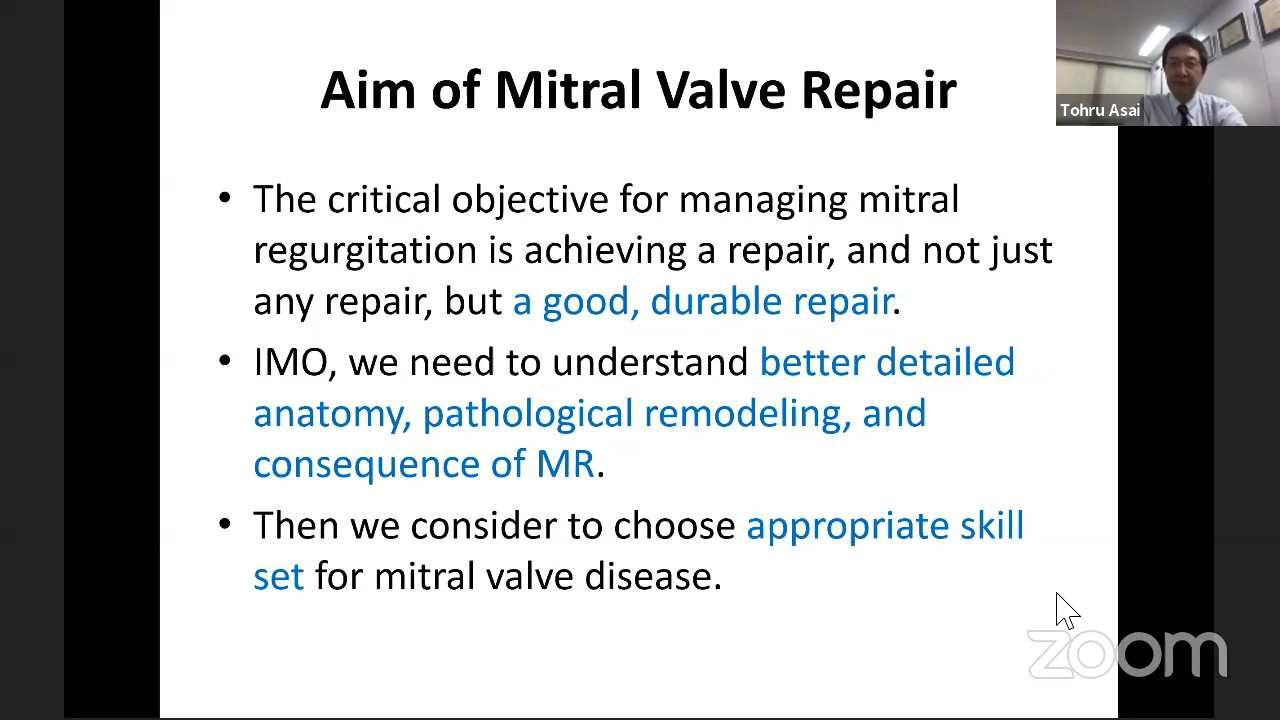 Aim of Mitral Valve Repair
Tohru Asai
• The critical objective for managing mitral
regurgitation is achieving a repair, and not just
any repair, but a good, durable repair.
• IMO, we need to understand better detailed
anatomy, pathological remodeling, and
consequence of MR.
• Then we consider to choose appropriate skill
set for mitral valve disease.
zoom